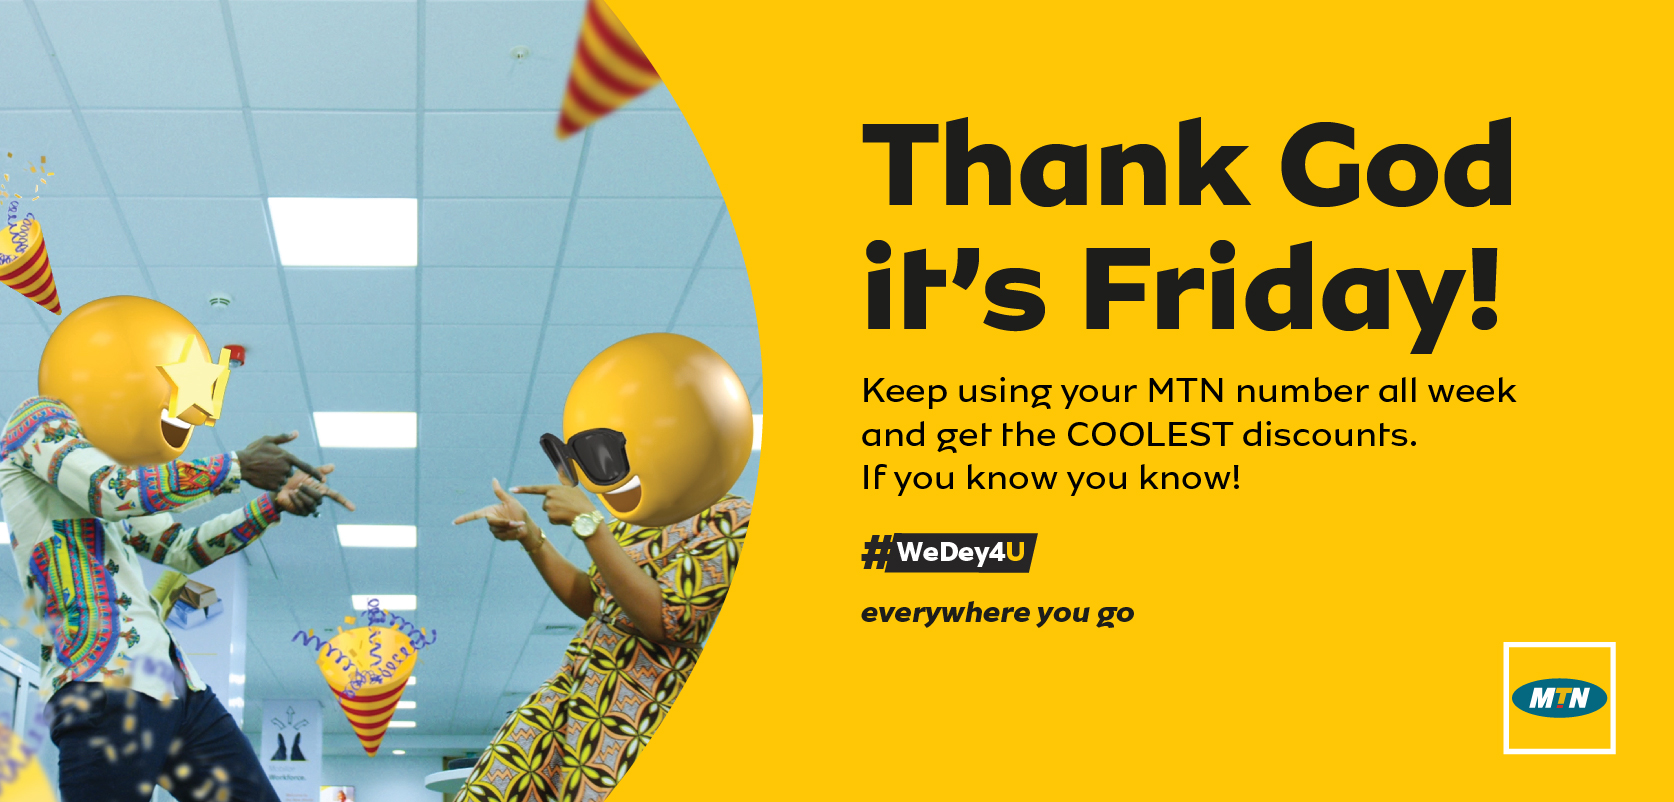 Thank God
it's Friday!
Keep using your MTN number all week
and get the COOLEST discounts.
If you know you know!
#WeDey4U
everywhere you go
MTN
workforce.